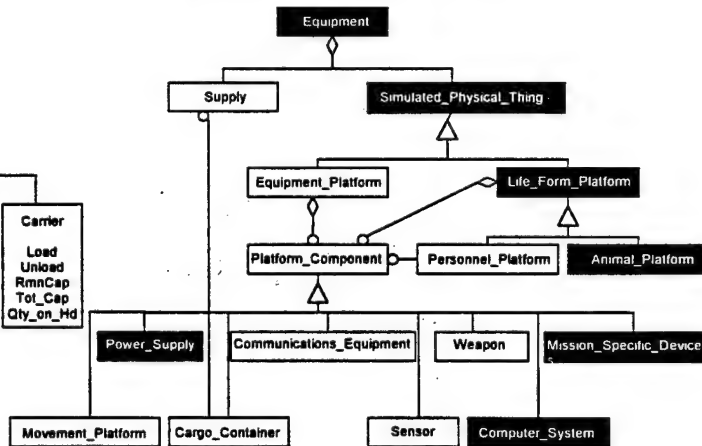 Equipment
Supply
Simulated_Physical_Thing
Equipment_Platform
Life_Form_Platform
Carrier
Load
Unload
RmnCap
Tot_Cap
Qty_on_Hd
Platform_Component
Personnel_Platform
Animal_Platform
Power_Supply
Communications_Equipment
Weapon
Mission_Specific_Device
s
Movement_Platform
Cargo_Container
Sensor
Computer_System